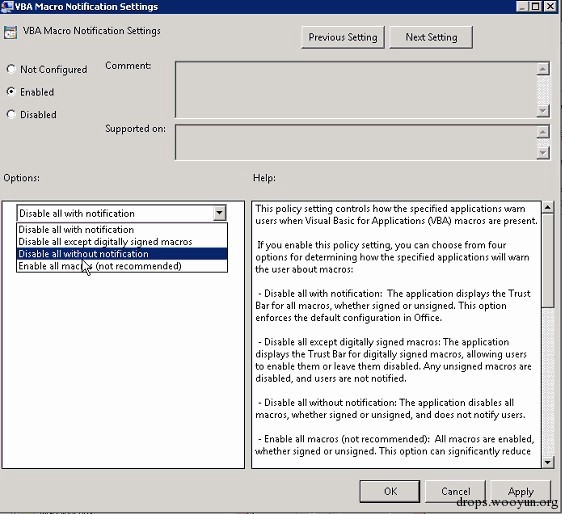 VBA Macro Notification Settings
VBA Macro Notification Settings
Previous Setting
Next Setting
Not Configured
Comment:
Enabled
Disabled
Supported on:
Options:
Help:
Disable all with notification
Disable all with notification
Disable all except digitally signed macros
Disable all without notification
Enable all macros (not recommended)
This policy setting controls how the specified applications warn
users when Visual Basic for Applications (VBA) macros are present.
If you enable this policy setting, you can choose from four
options for determining how the specified applications will warn
the user about macros:
- Disable all with notification:  The application displays the Trust
Bar for all macros, whether signed or unsigned. This option
enforces the default configuration in Office.
- Disable all except digitally signed macros: The application
displays the Trust Bar for digitally signed macros, allowing users
to enable them or leave them disabled. Any unsigned macros are
disabled, and users are not notified.
- Disable all without notification: The application disables all
macros, whether signed or unsigned, and does not notify users.
- Enable all macros (not recommended):  All macros are enabled,
whether signed or unsigned. This option can significantly reduce
OK
Cancel
Apply
drops.wooyun.org